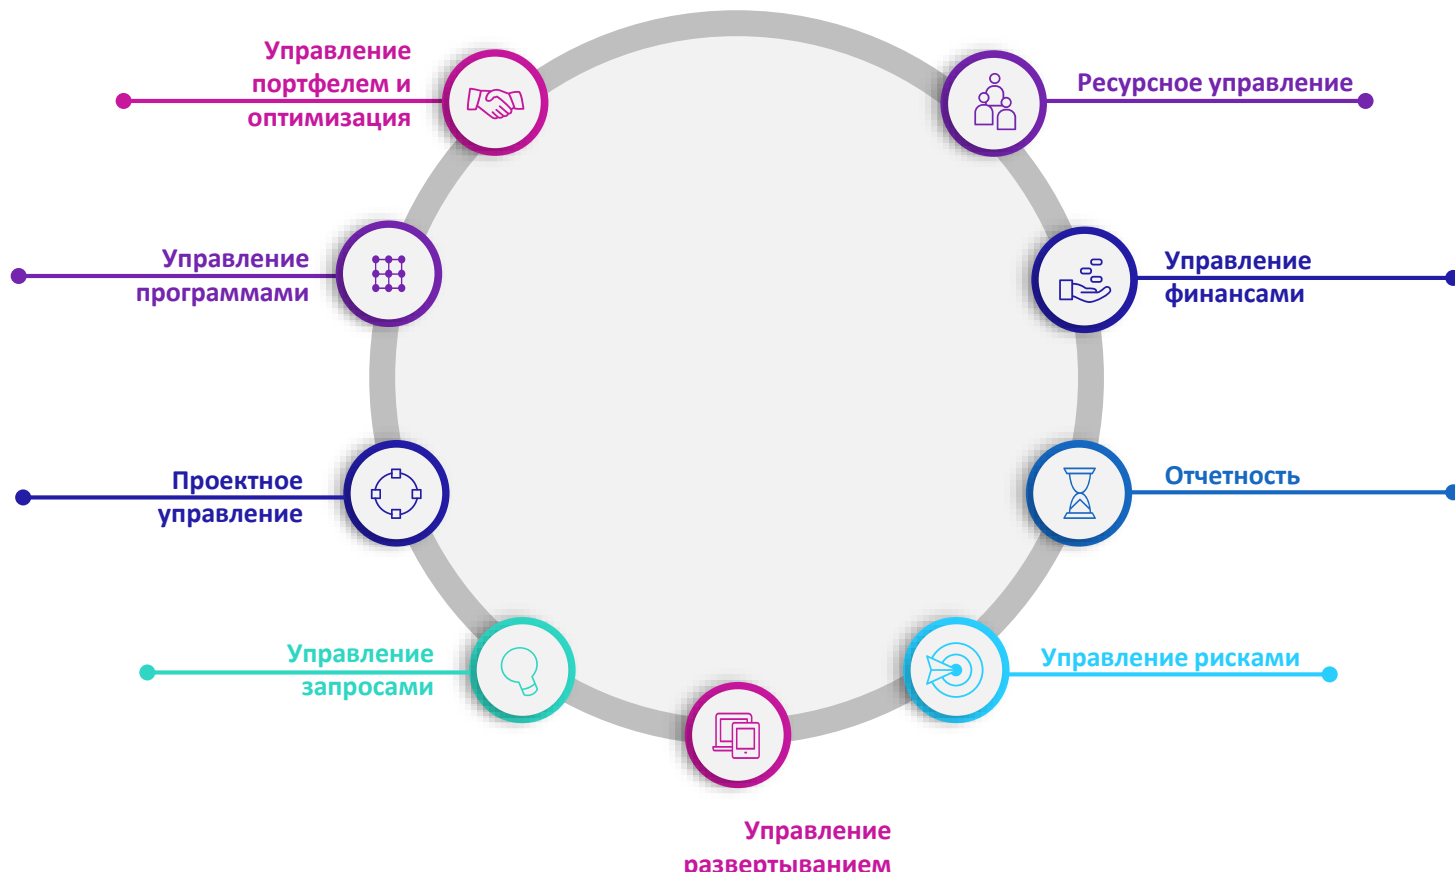 Управление
портфелем и
оптимизация
Ресурсное управление
Управление
программами
Управление
финансами
Проектное
управление
Отчетность
Управление
запросами
Управление рисками
Управление
развертыванием